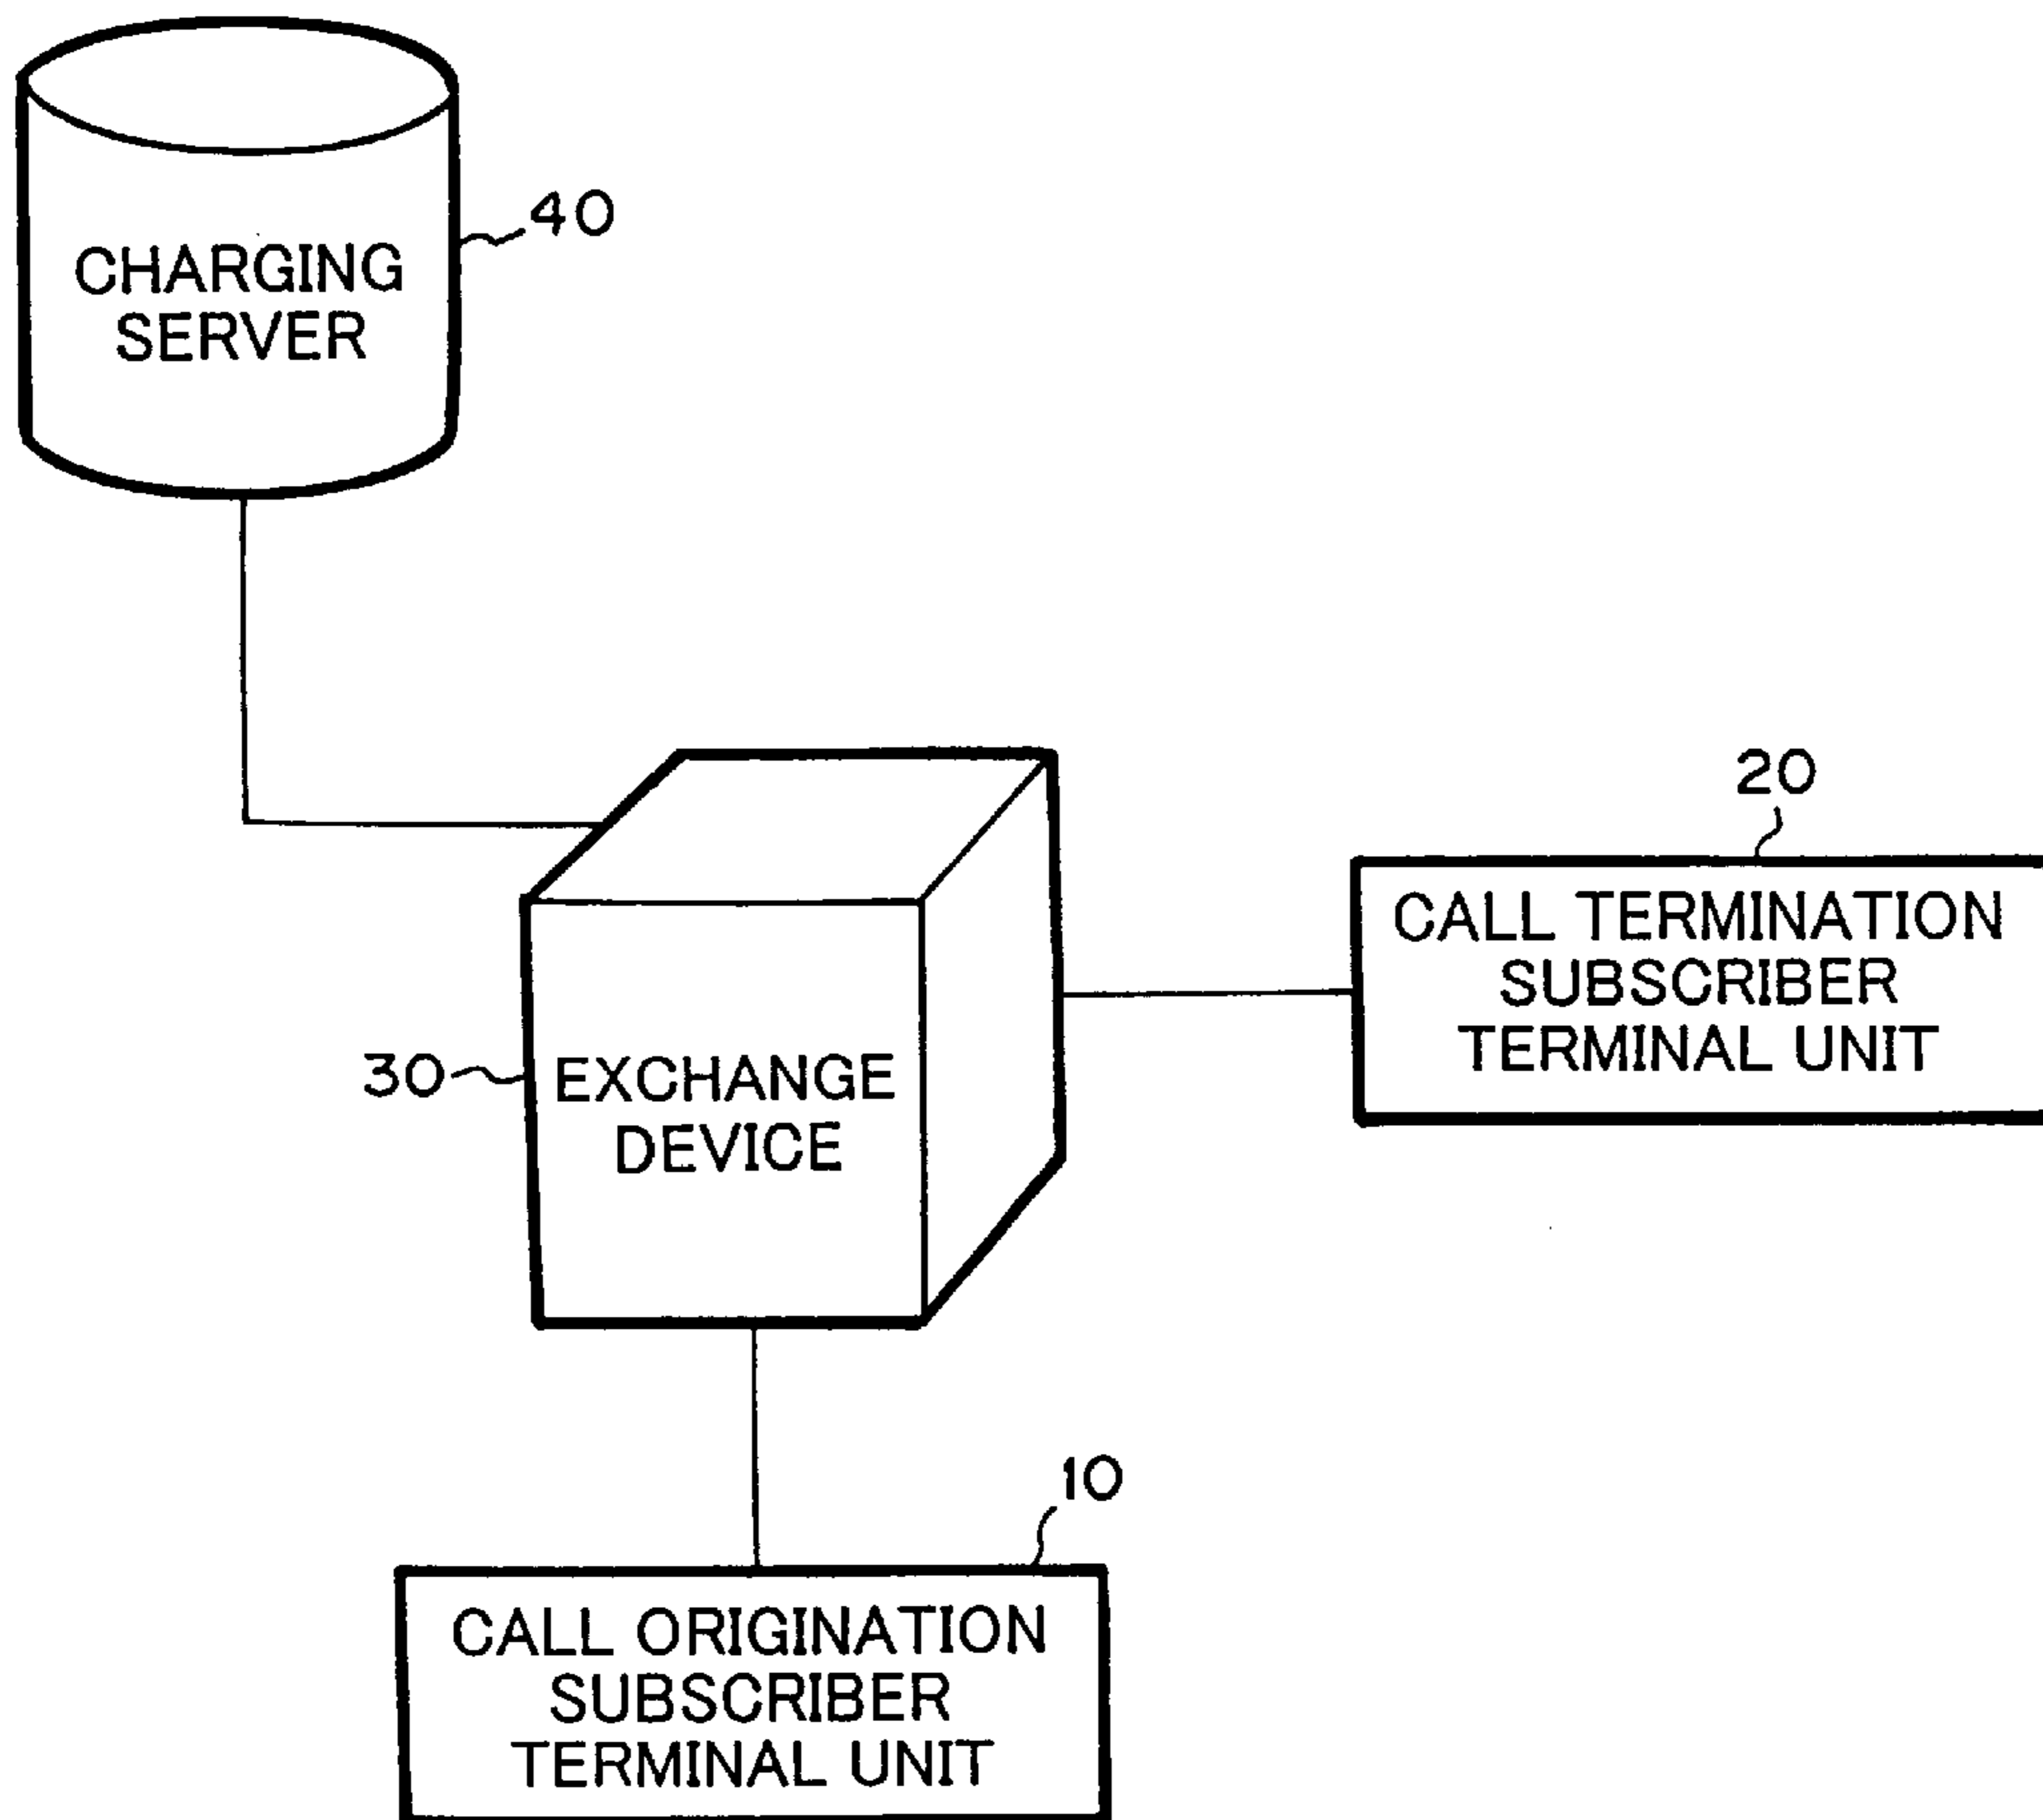 40
CHARGING
SERVER
20
CALL TERMINATION
SUBSCRIBER
TERMINAL UNIT
30
EXCHANGE
DEVICE
10
CALL ORIGINATION
SUBSCRIBER
TERMINAL UNIT